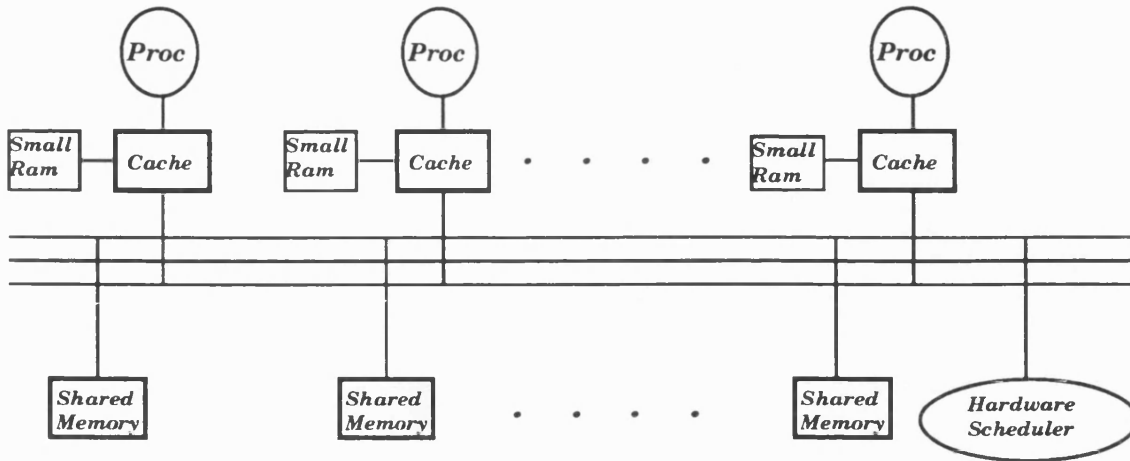 Proc
Proc
Proc
Small
Ram
Cache
Small
Ram
Cache
Small
Ram
Cache
Shared
Memory
Shared
Memory
Shared
Memory
Hardware
Scheduler